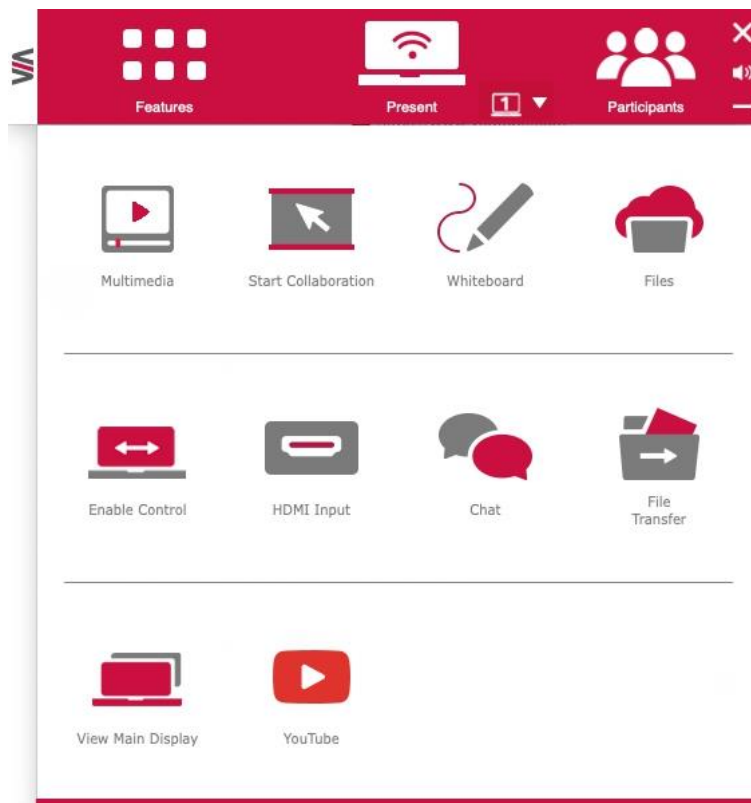 Features
Present
1
Participants
Multimedia
Start Collaboration
Whiteboard
Files
Enable Control
HDMI Input
Chat
File
Transfer
View Main Display
YouTube